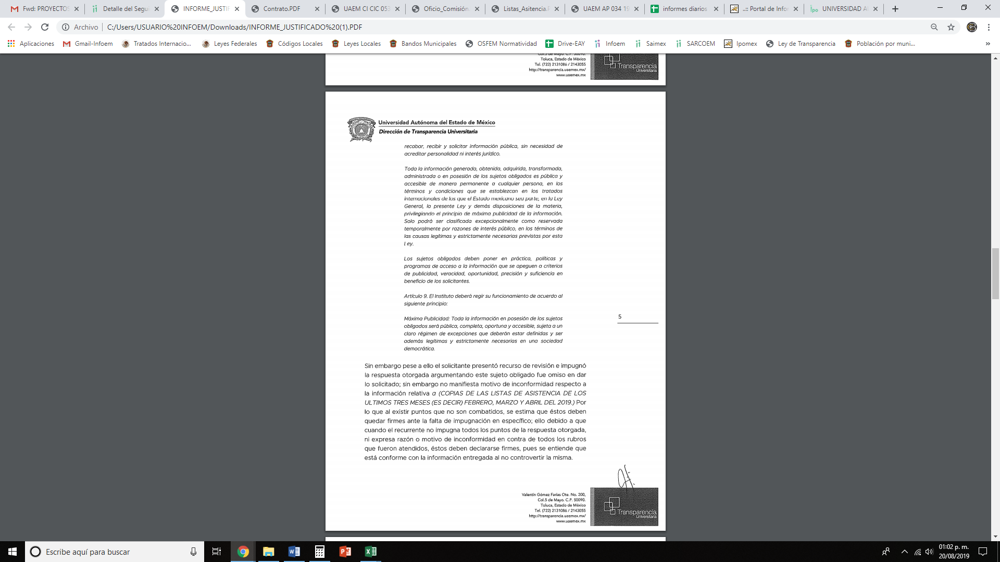 Fwd: PROYECTOS
Detalle del Segui
INFORME_JUSTIF
Contrato.PDF
UAEM CI CIC 053
Oficio_Comisión.
Listas_Asitencia.P
UAEM AP 034 19
informes diarios
..:: Portal de Infor
UNIVERSIDAD A
Archivo
C:/Users/USUARIO%20INFOEM/Downloads/INFORME_JUSTIFICADO%20(1).PDF
Aplicaciones
Gmail-Infoem
Tratados Internacio...
Leyes Federales
Códigos Locales
Leyes Locales
Bandos Municipales
OSFEM Normatividad
Drive-EAY
Infoem
Saimex
SARCOEM
Ipomex
Ley de Transparencia
Población por muni...
»
Col.5 de Mayo. C.P. 50090.
Toluca, Estado de México
Tel. (722) 2131086 / 2143055
http://transparencia.uaemex.mx/
www.uaemex.mx
Transparencia
Universitaria
Universidad Autónoma del Estado de México
Dirección de Transparencia Universitaria
recabar, recibir y solicitar información pública, sin necesidad de
acreditar personalidad ni interés jurídico.
Toda la información generada, obtenida, adquirida, transformada,
administrada o en posesión de los sujetos obligados es pública y
accesible de manera permanente a cualquier persona, en los
términos y condiciones que se establezcan en los tratados
internacionales de los que el Estado mexicano sea parte, en la Ley
General, la presente Ley y demás disposiciones de la materia,
privilegiando el principio de máxima publicidad de la información.
Solo podrá ser clasificada excepcionalmente como reservada
temporalmente por razones de interés público, en los términos de
las causas legítimas y estrictamente necesarias previstas por esta
Ley.
Los sujetos obligados deben poner en práctica, políticas y
programas de acceso a la información que se apeguen a criterios
de publicidad, veracidad, oportunidad, precisión y suficiencia en
beneficio de los solicitantes.
Artículo 9. El Instituto deberá regir su funcionamiento de acuerdo al
siguiente principio:
Máxima Publicidad: Toda la información en posesión de los sujetos
obligados será pública, completa, oportuna y accesible, sujeta a un
claro régimen de excepciones que deberán estar definidas y ser
además legítimas y estrictamente necesarias en una sociedad
democrática.
5
Sin embargo pese a ello el solicitante presentó recurso de revisión e impugnó
la respuesta otorgada argumentando este sujeto obligado fue omiso en dar
lo solicitado; sin embargo no manifiesta motivo de inconformidad respecto a
la información relativa a (COPIAS DE LAS LISTAS DE ASISTENCIA DE LOS
ULTIMOS TRES MESES (ES DECIR) FEBRERO, MARZO Y ABRIL DEL 2019.) Por
lo que al existir puntos que no son combatidos, se estima que éstos deben
quedar firmes ante la falta de impugnación en específico; ello debido a que
cuando el recurrente no impugna todos los puntos de la respuesta otorgada,
ni expresa razón o motivo de inconformidad en contra de todos los rubros
que fueron atendidos, éstos deben declararse firmes, pues se entiende que
está conforme con la información entregada al no controvertir la misma.
Valentín Gómez Farías Ote. No. 200,
Col.5 de Mayo. C.P. 50090.
Toluca, Estado de México
Tel. (722) 2131086 / 2143055
http://transparencia.uaemex.mx/
www.uaemex.mx
Transparencia
Universitaria
Escribe aquí para buscar
01:02 p. m.
20/08/2019